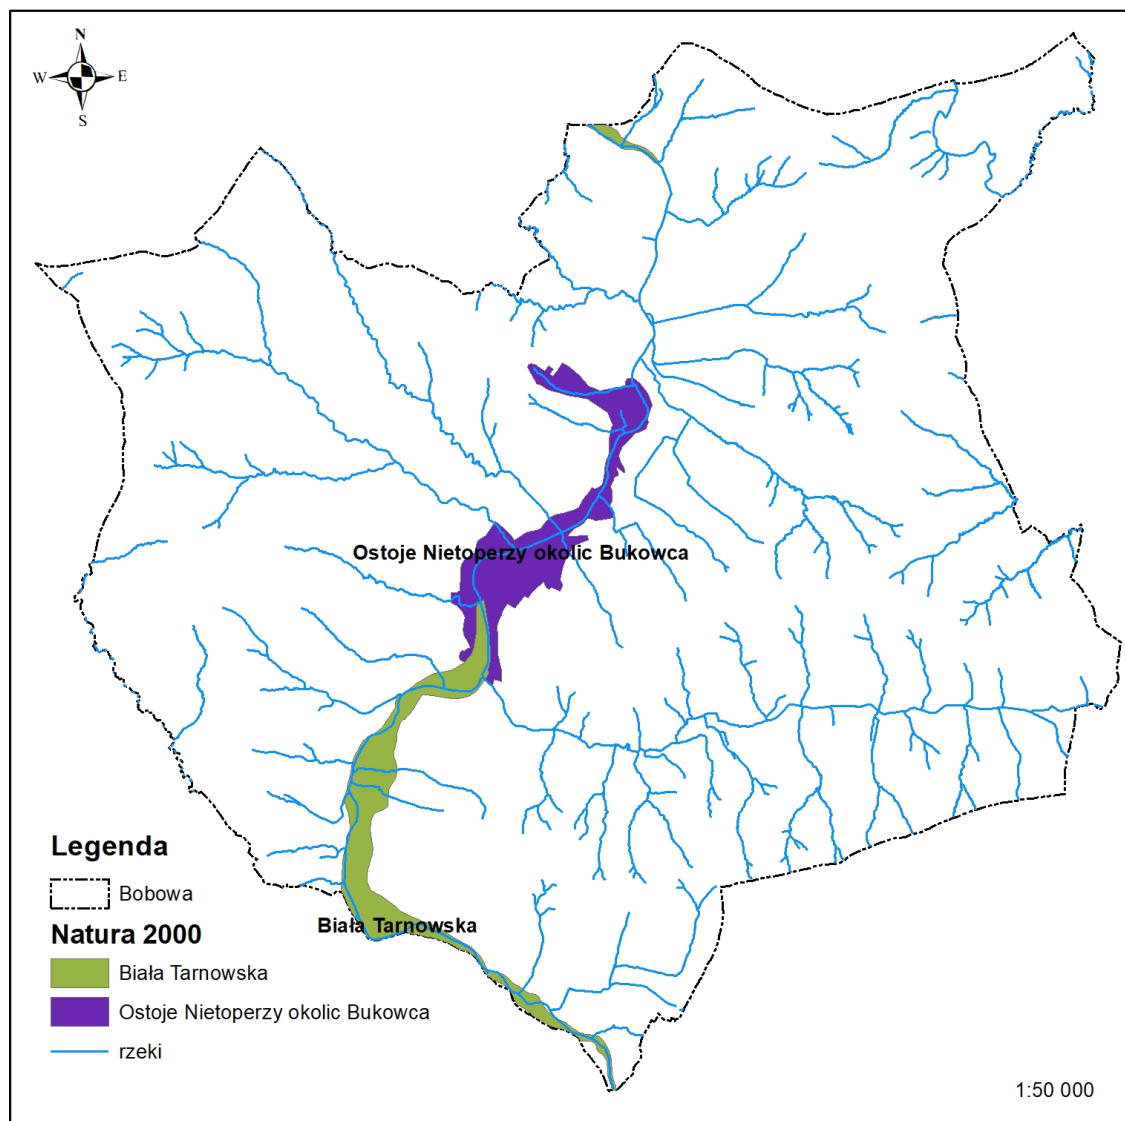 N
W E
S
Ostoje Nietoperzy okolic Bukowca
Biała Tarnowska
Legenda
Bobowa
Natura 2000
Biała Tarnowska
Ostoje Nietoperzy okolic Bukowca
rzeki
1:50 000